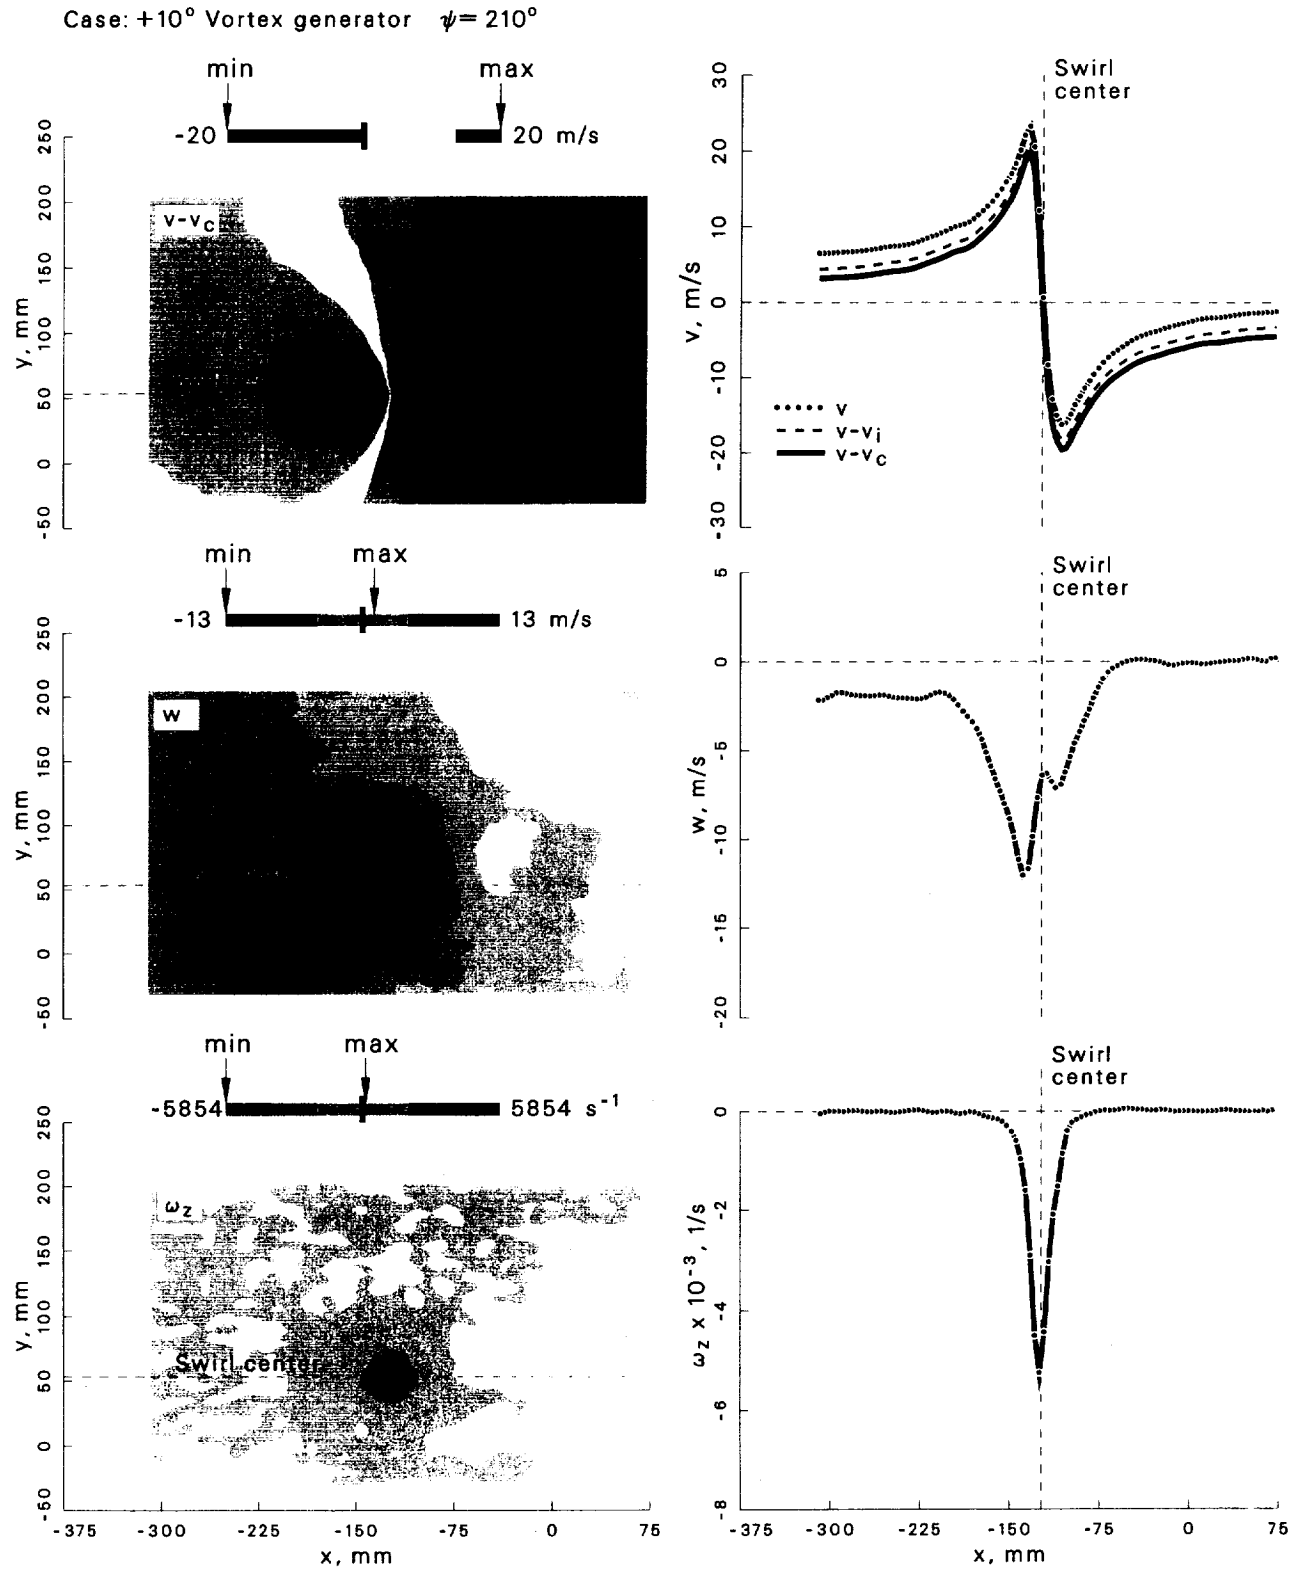 Case: +10° Vortex generator ψ= 210°
min max
-20 20 m/s
250
200
150
100
50
0
-50
y, mm
v-v_c
min max
-13 13 m/s
250
200
150
100
50
0
-50
y, mm
w
min max
-5854 5854 s⁻¹
250
200
150
100
50
0
-50
y, mm
ω_z
Swirl center
-375 -300 -225 -150 -75 0 75
x, mm
Swirl
center
30
20
10
0
-10
-20
-30
v, m/s
v
v-v_i
v-v_c
Swirl
center
5
0
-5
-10
-15
-20
w, m/s
Swirl
center
0
-2
-4
-6
-8
ω_z x 10⁻³, 1/s
-375 -300 -225 -150 -75 0 75
x, mm